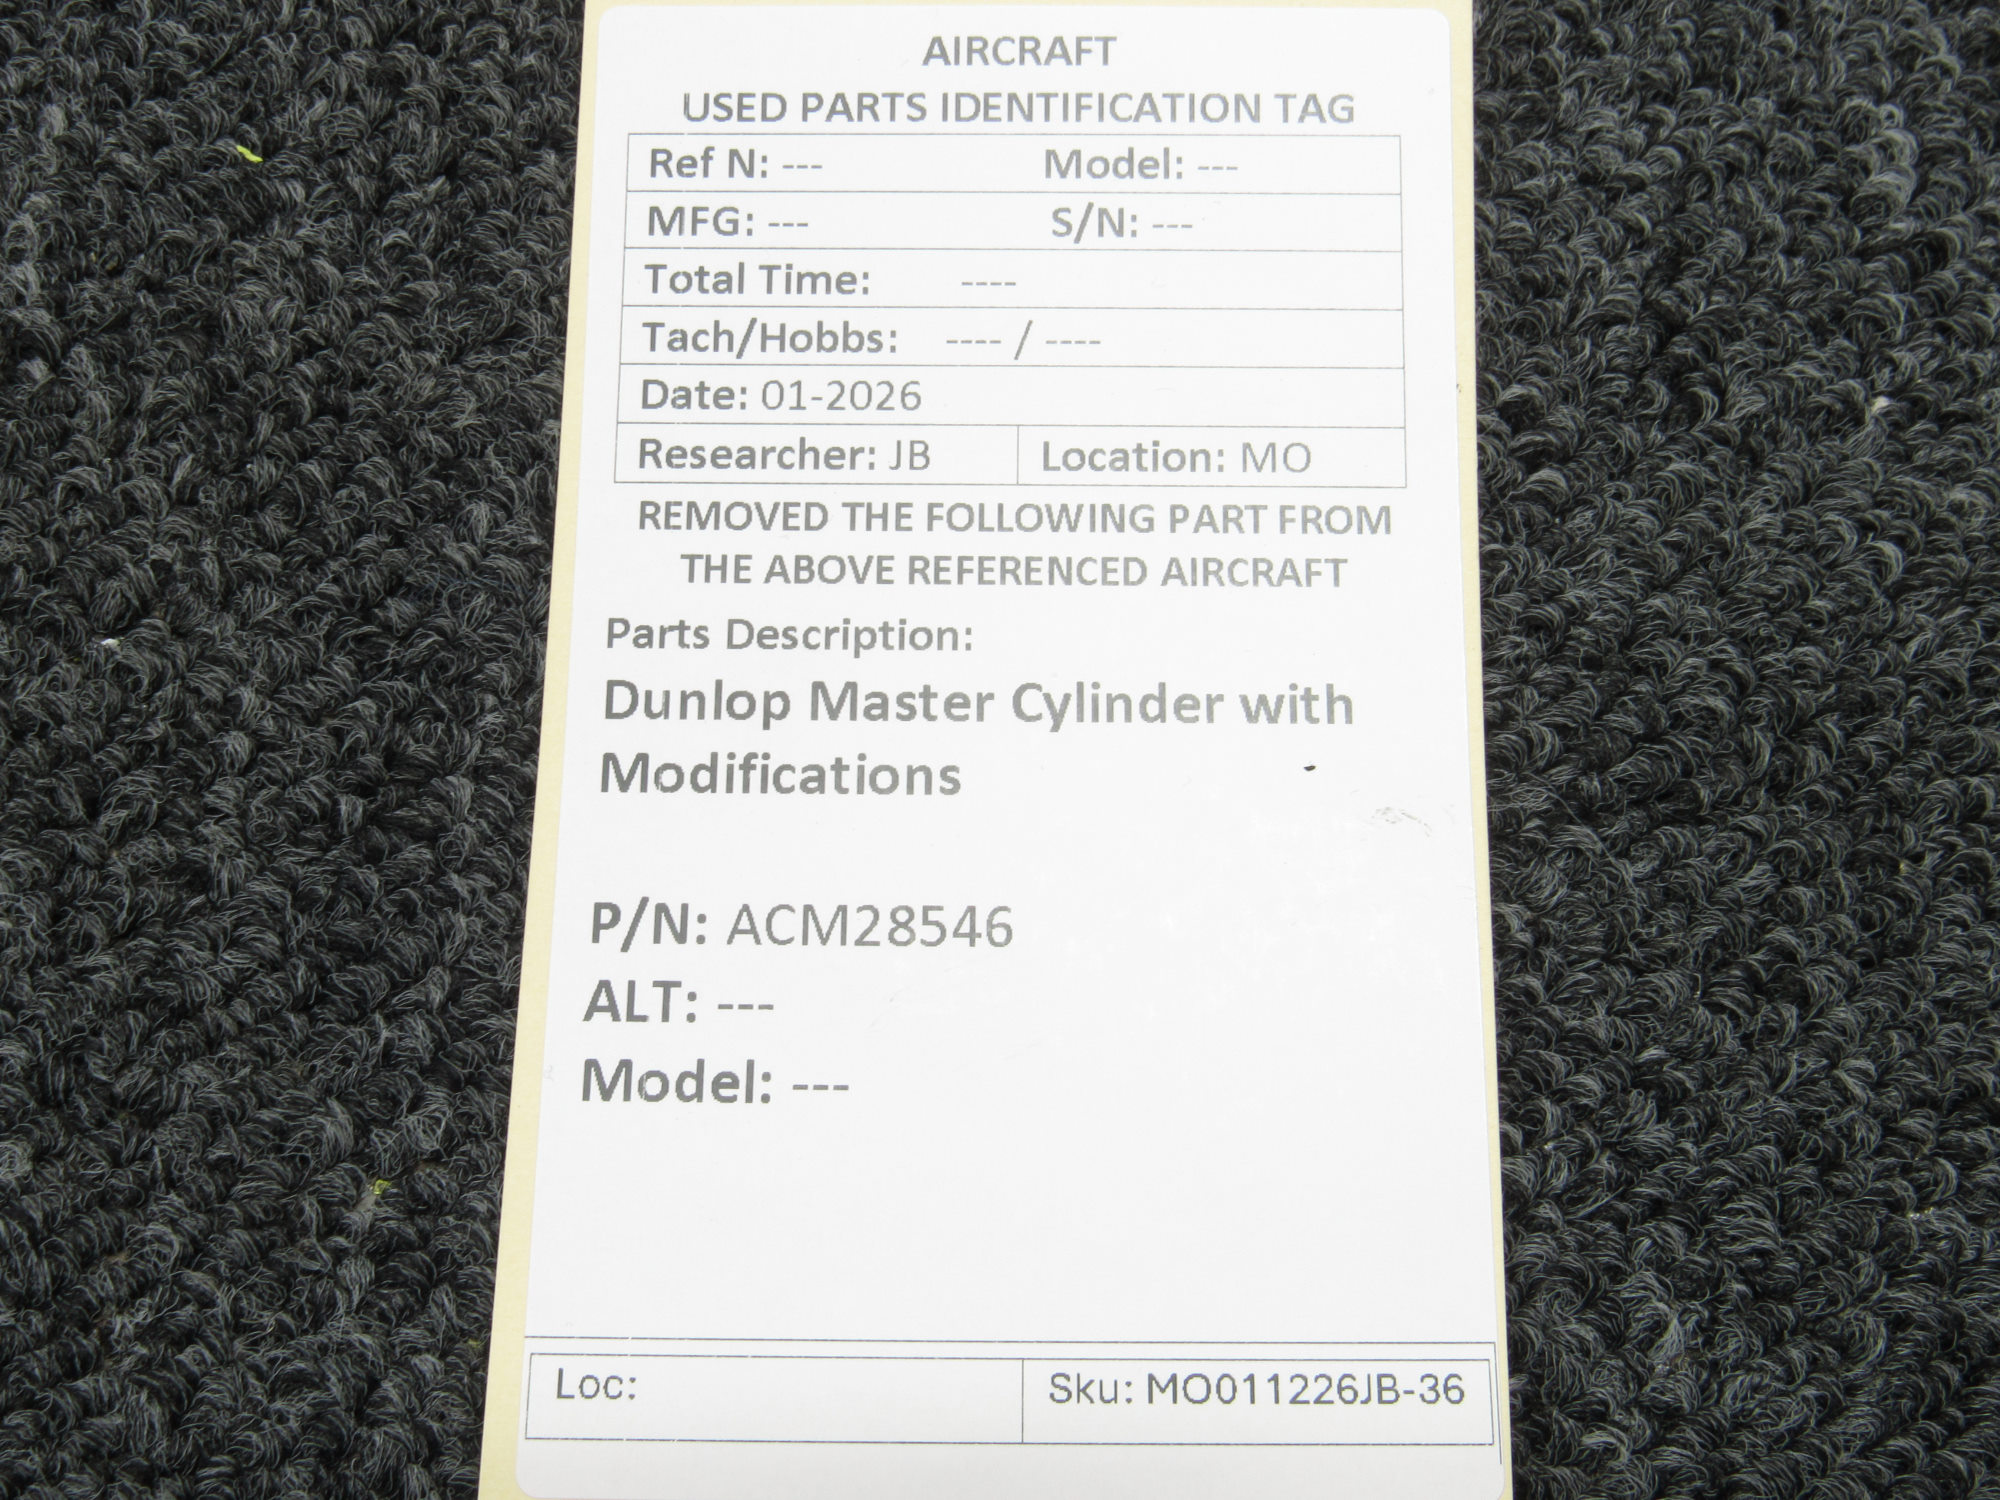 AIRCRAFT
USED PARTS IDENTIFICATION TAG
Ref N: --- Model: ---
MFG: --- S/N: ---
Total Time: ----
Tach/Hobbs: ---- / ----
Date: 01-2026
Researcher: JB Location: MO
REMOVED THE FOLLOWING PART FROM
THE ABOVE REFERENCED AIRCRAFT
Parts Description:
Dunlop Master Cylinder with
Modifications
P/N: ACM28546
ALT: ---
Model: ---
Loc: Sku: MO011226JB-36